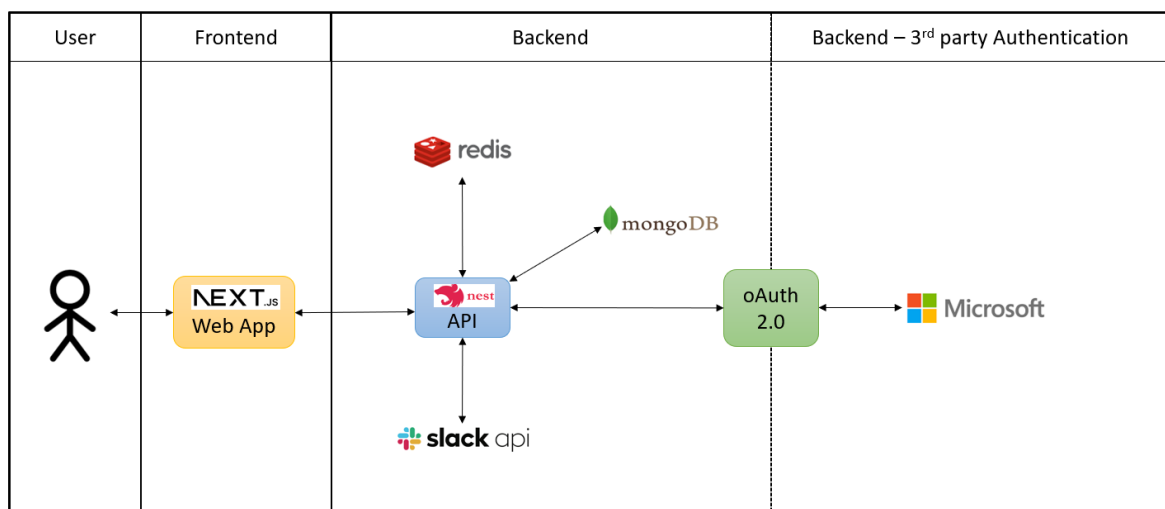 User
Frontend
Backend
Backend – 3rd party Authentication
redis
mongoDB
NEXT.JS
Web App
nest
API
oAuth
2.0
Microsoft
slack api